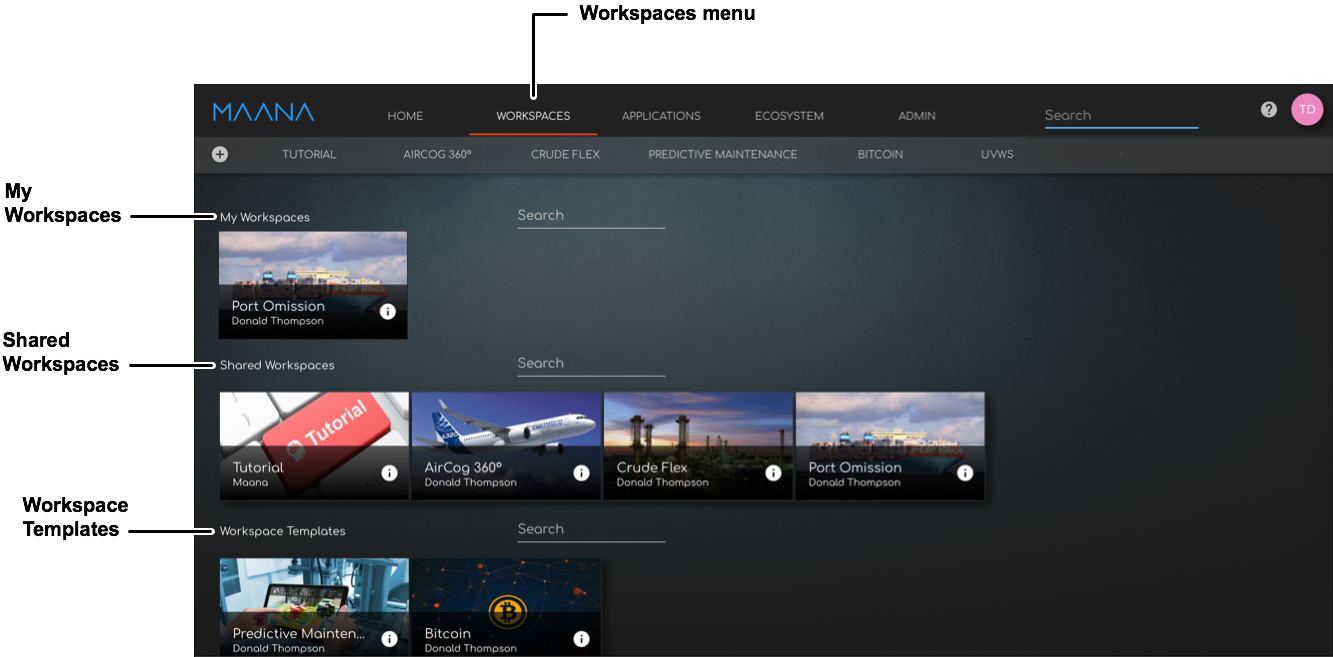 Workspaces menu
MAANA
HOME
WORKSPACES
APPLICATIONS
ECOSYSTEM
ADMIN
Search
?
TD
TUTORIAL
AIRCOG 360º
CRUDE FLEX
PREDICTIVE MAINTENANCE
BITCOIN
UVWS
My
Workspaces
My Workspaces
Search
Port Omission
Donald Thompson
Shared
Workspaces
Shared Workspaces
Search
Tutorial
Tutorial
Maana
AirCog 360º
Donald Thompson
Crude Flex
Donald Thompson
Port Omission
Donald Thompson
Workspace
Templates
Workspace Templates
Search
Predictive Mainten...
Donald Thompson
Bitcoin
Donald Thompson